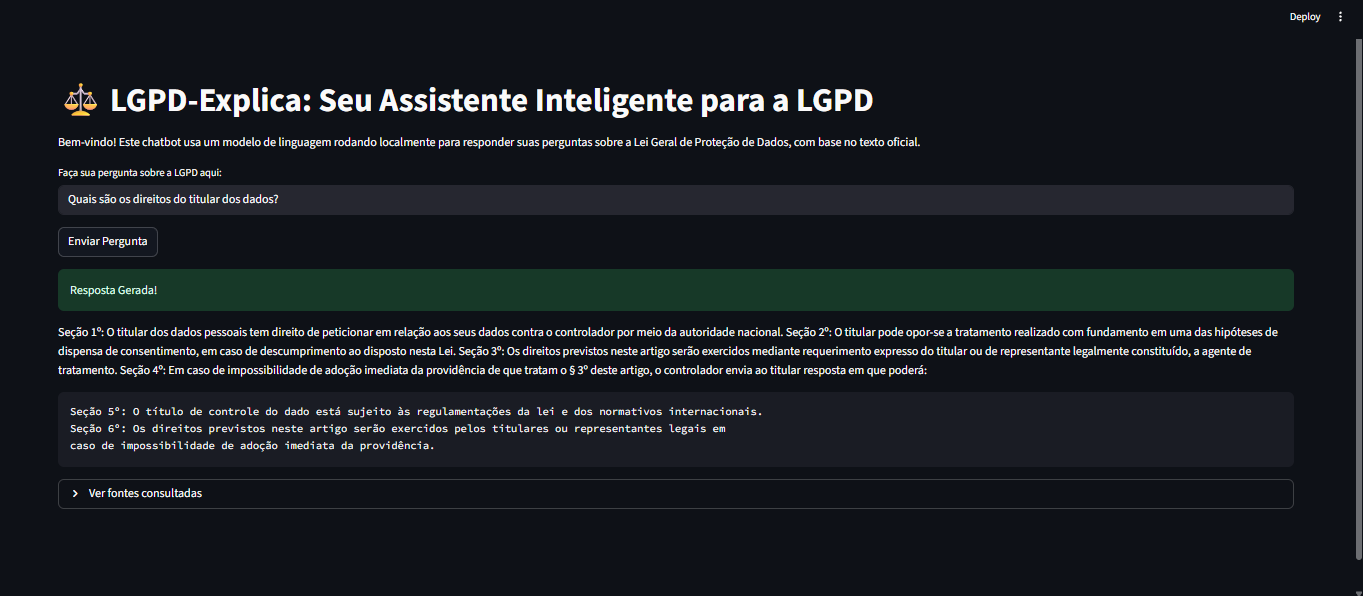 Deploy
⚖️ LGPD-Explica: Seu Assistente Inteligente para a LGPD
Bem-vindo! Este chatbot usa um modelo de linguagem rodando localmente para responder suas perguntas sobre a Lei Geral de Proteção de Dados, com base no texto oficial.
Faça sua pergunta sobre a LGPD aqui:
Quais são os direitos do titular dos dados?
Enviar Pergunta
Resposta Gerada!
Seção 1º: O titular dos dados pessoais tem direito de peticionar em relação aos seus dados contra o controlador por meio da autoridade nacional. Seção 2º: O titular pode opor-se a tratamento realizado com fundamento em uma das hipóteses de
dispensa de consentimento, em caso de descumprimento ao disposto nesta Lei. Seção 3º: Os direitos previstos neste artigo serão exercidos mediante requerimento expresso do titular ou de representante legalmente constituído, a agente de
tratamento. Seção 4º: Em caso de impossibilidade de adoção imediata da providência de que tratam o § 3º deste artigo, o controlador envia ao titular resposta em que poderá:
Seção 5º: O título de controle do dado está sujeito às regulamentações da lei e dos normativos internacionais.
Seção 6º: Os direitos previstos neste artigo serão exercidos pelos titulares ou representantes legais em
caso de impossibilidade de adoção imediata da providência.
Ver fontes consultadas